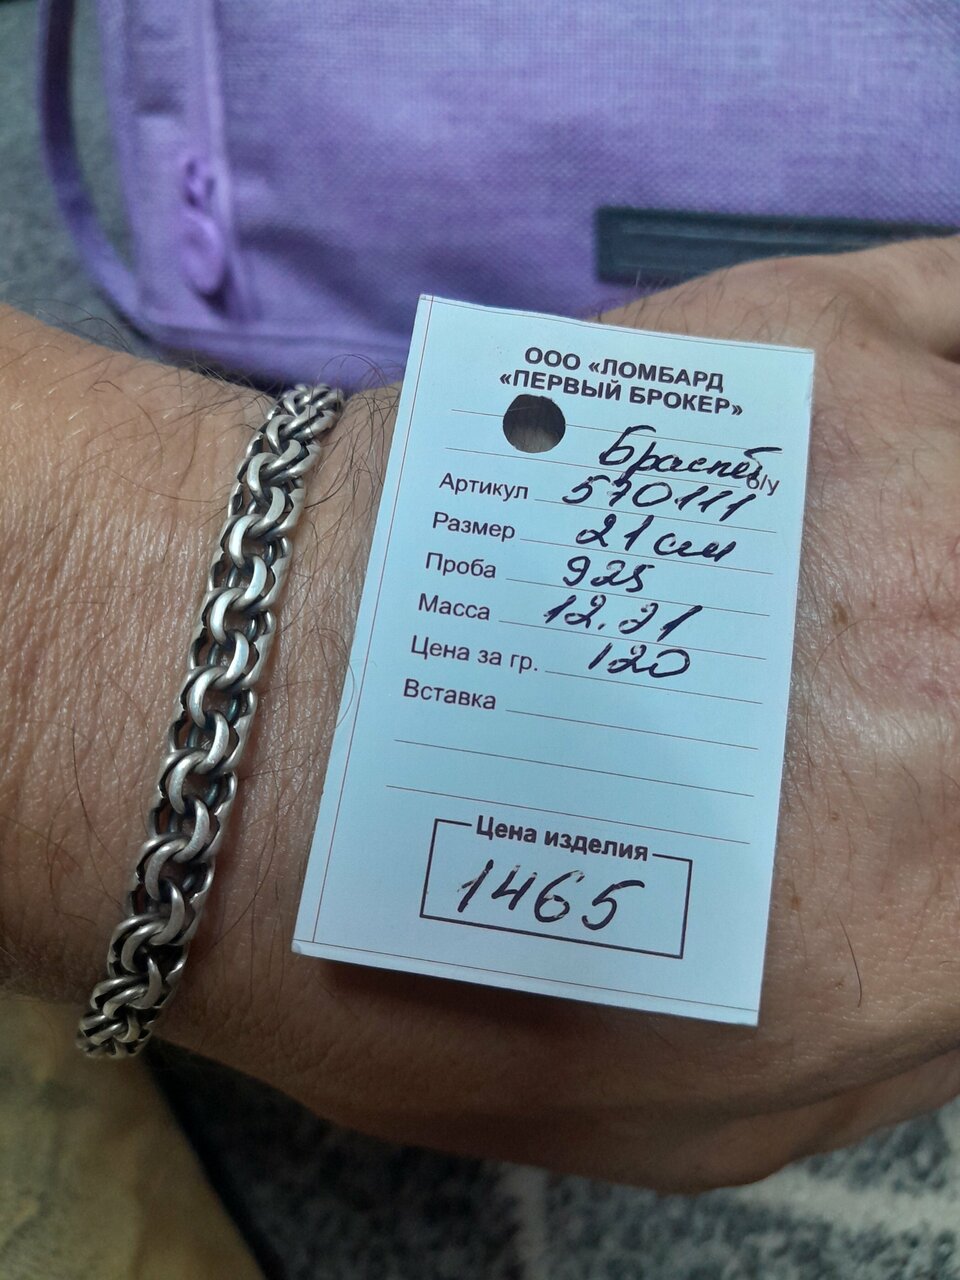 ООО «ЛОМБАРД
«ПЕРВЫЙ БРОКЕР»
Браслет б/у
Артикул 570111
Размер 21 см
Проба 925
Масса 12.21
Цена за гр. 120
Вставка
Цена изделия
1465